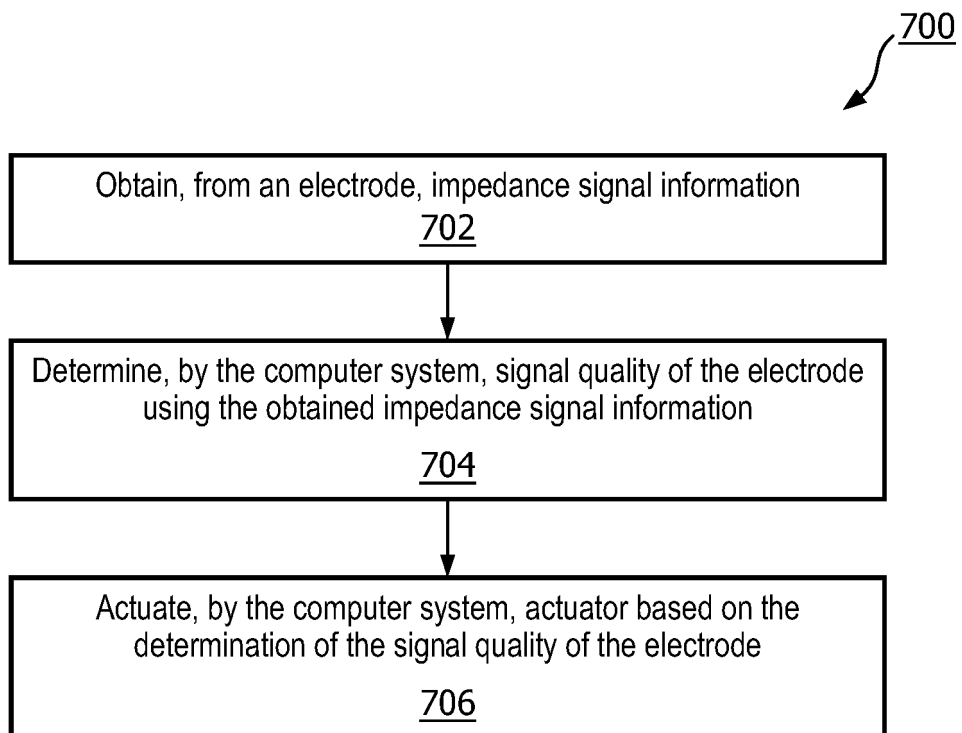 700
Obtain, from an electrode, impedance signal information
702
Determine, by the computer system, signal quality of the electrode
using the obtained impedance signal information
704
Actuate, by the computer system, actuator based on the
determination of the signal quality of the electrode
706